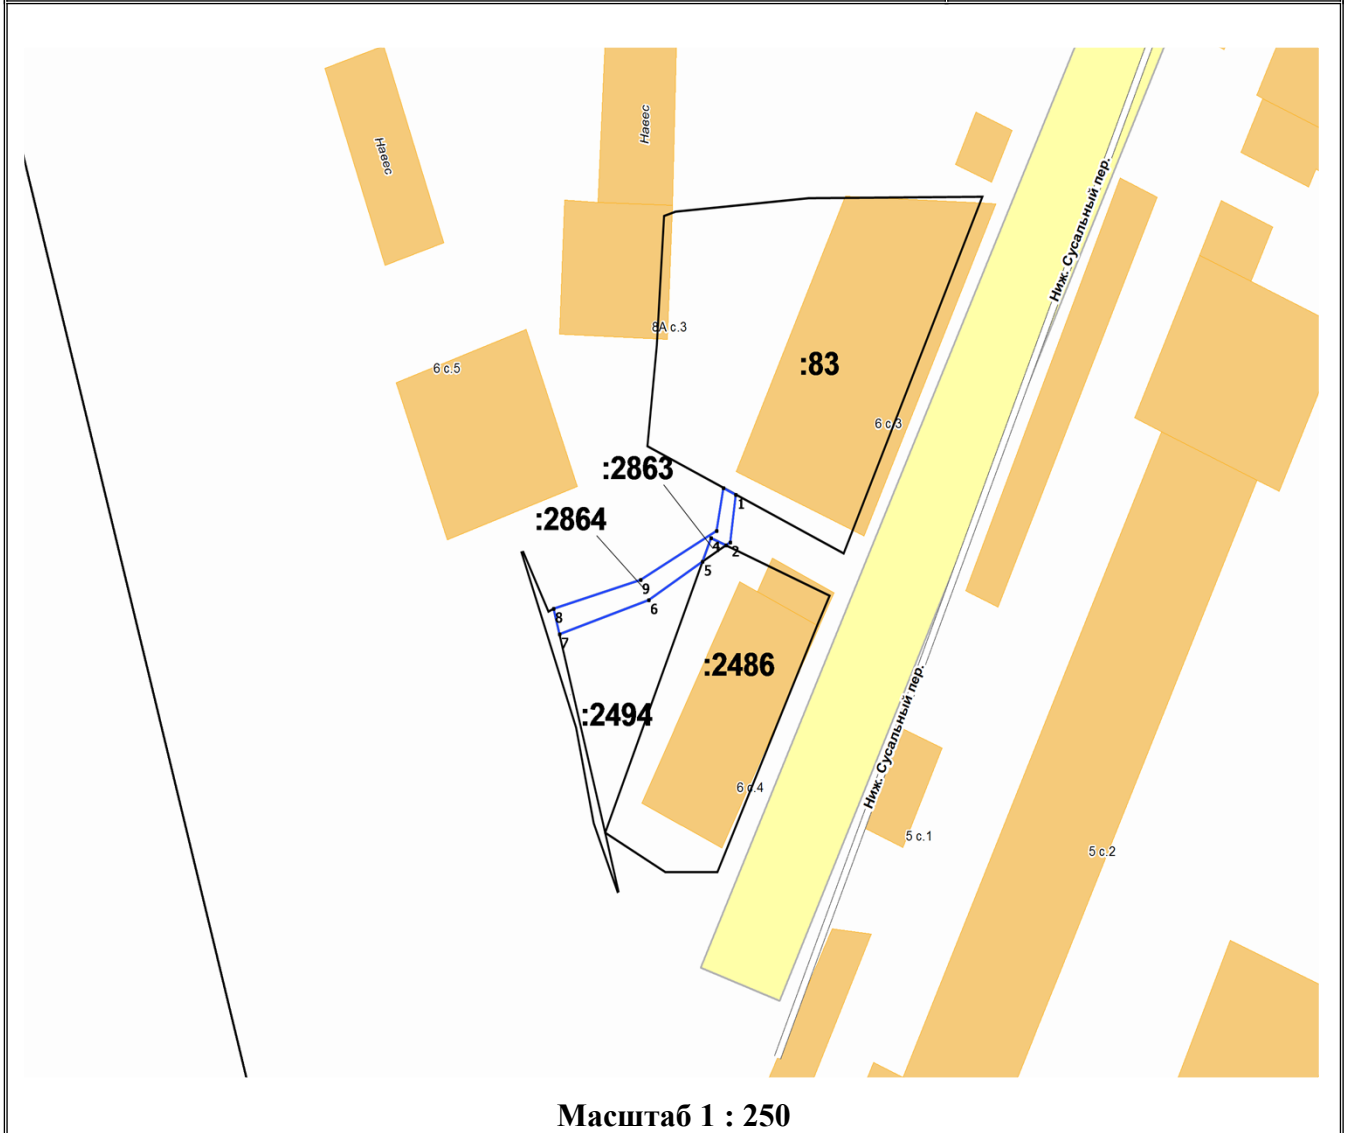 Навес
Навес
Ниж. Сусальный пер.
8А с.3
:83
6 с.5
6 с.3
:2863
1
:2864
4
2
5
9
6
8
7
:2486
:2494
Ниж. Сусальный пер.
6 с.4
5 с.1
5 с.2
Масштаб 1 : 250